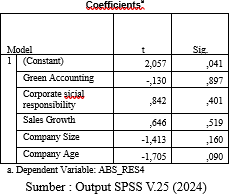 Coefficientsª
Model t Sig.
1 (Constant) 2,057 ,041
Green Accounting -,130 ,897
Corporate sicial
responsibility ,842 ,401
Sales Growth ,646 ,519
Company Size -1,413 ,160
Company Age -1,705 ,090
a. Dependent Variable: ABS_RES4
Sumber : Output SPSS V.25 (2024)